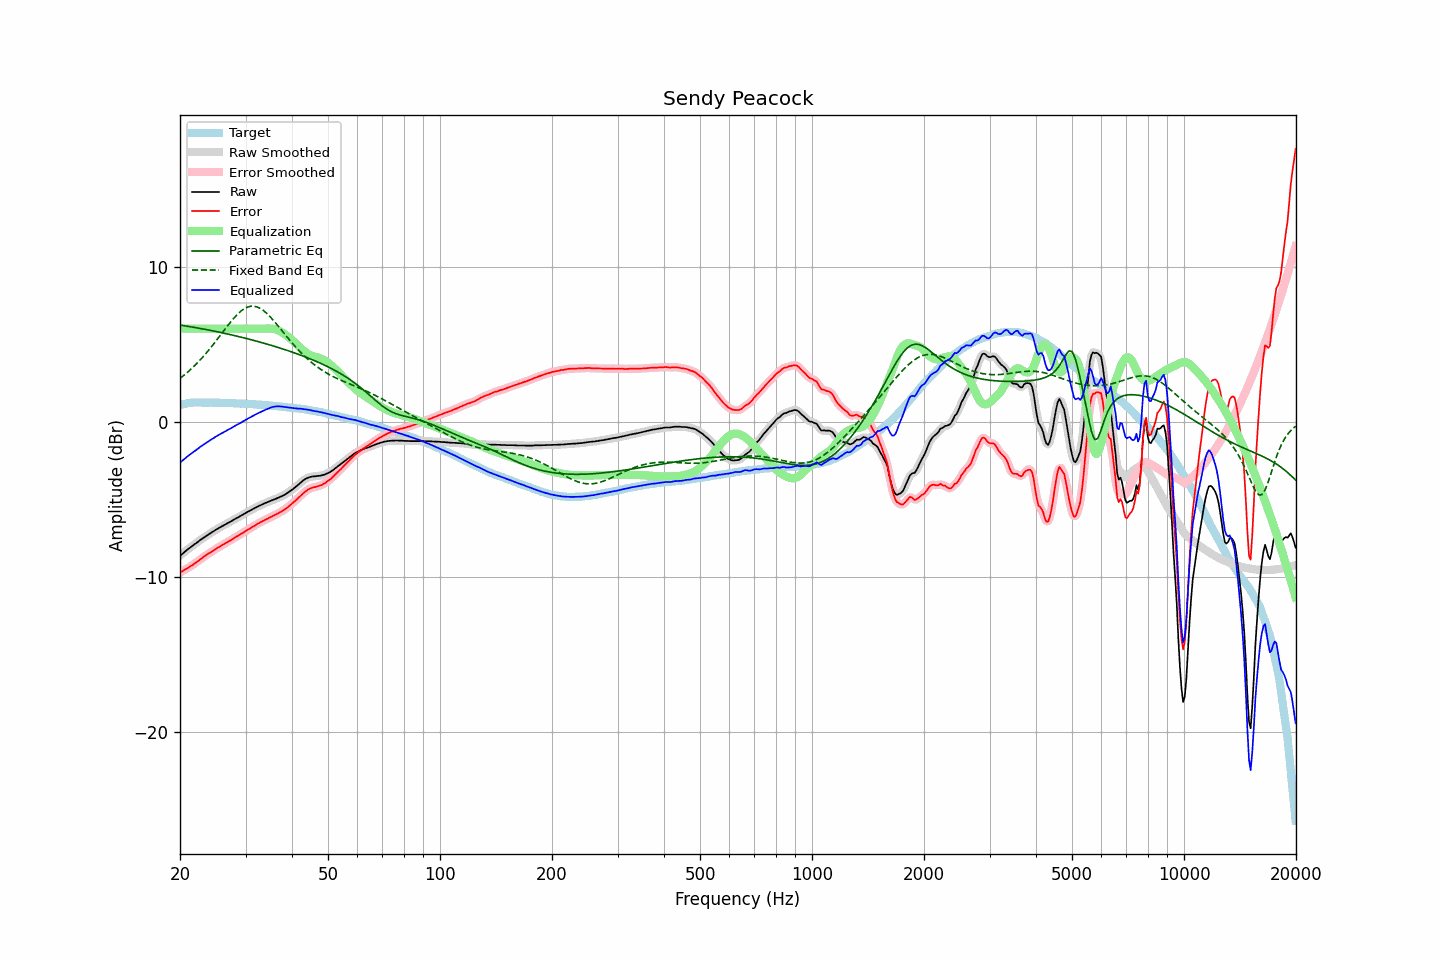 Sendy Peacock
Target
Raw Smoothed
Error Smoothed
Raw
Error
Equalization
Parametric Eq
Fixed Band Eq
Equalized
Amplitude (dBr)
10
0
−10
−20
20
50
100
200
500
1000
2000
5000
10000
20000
Frequency (Hz)